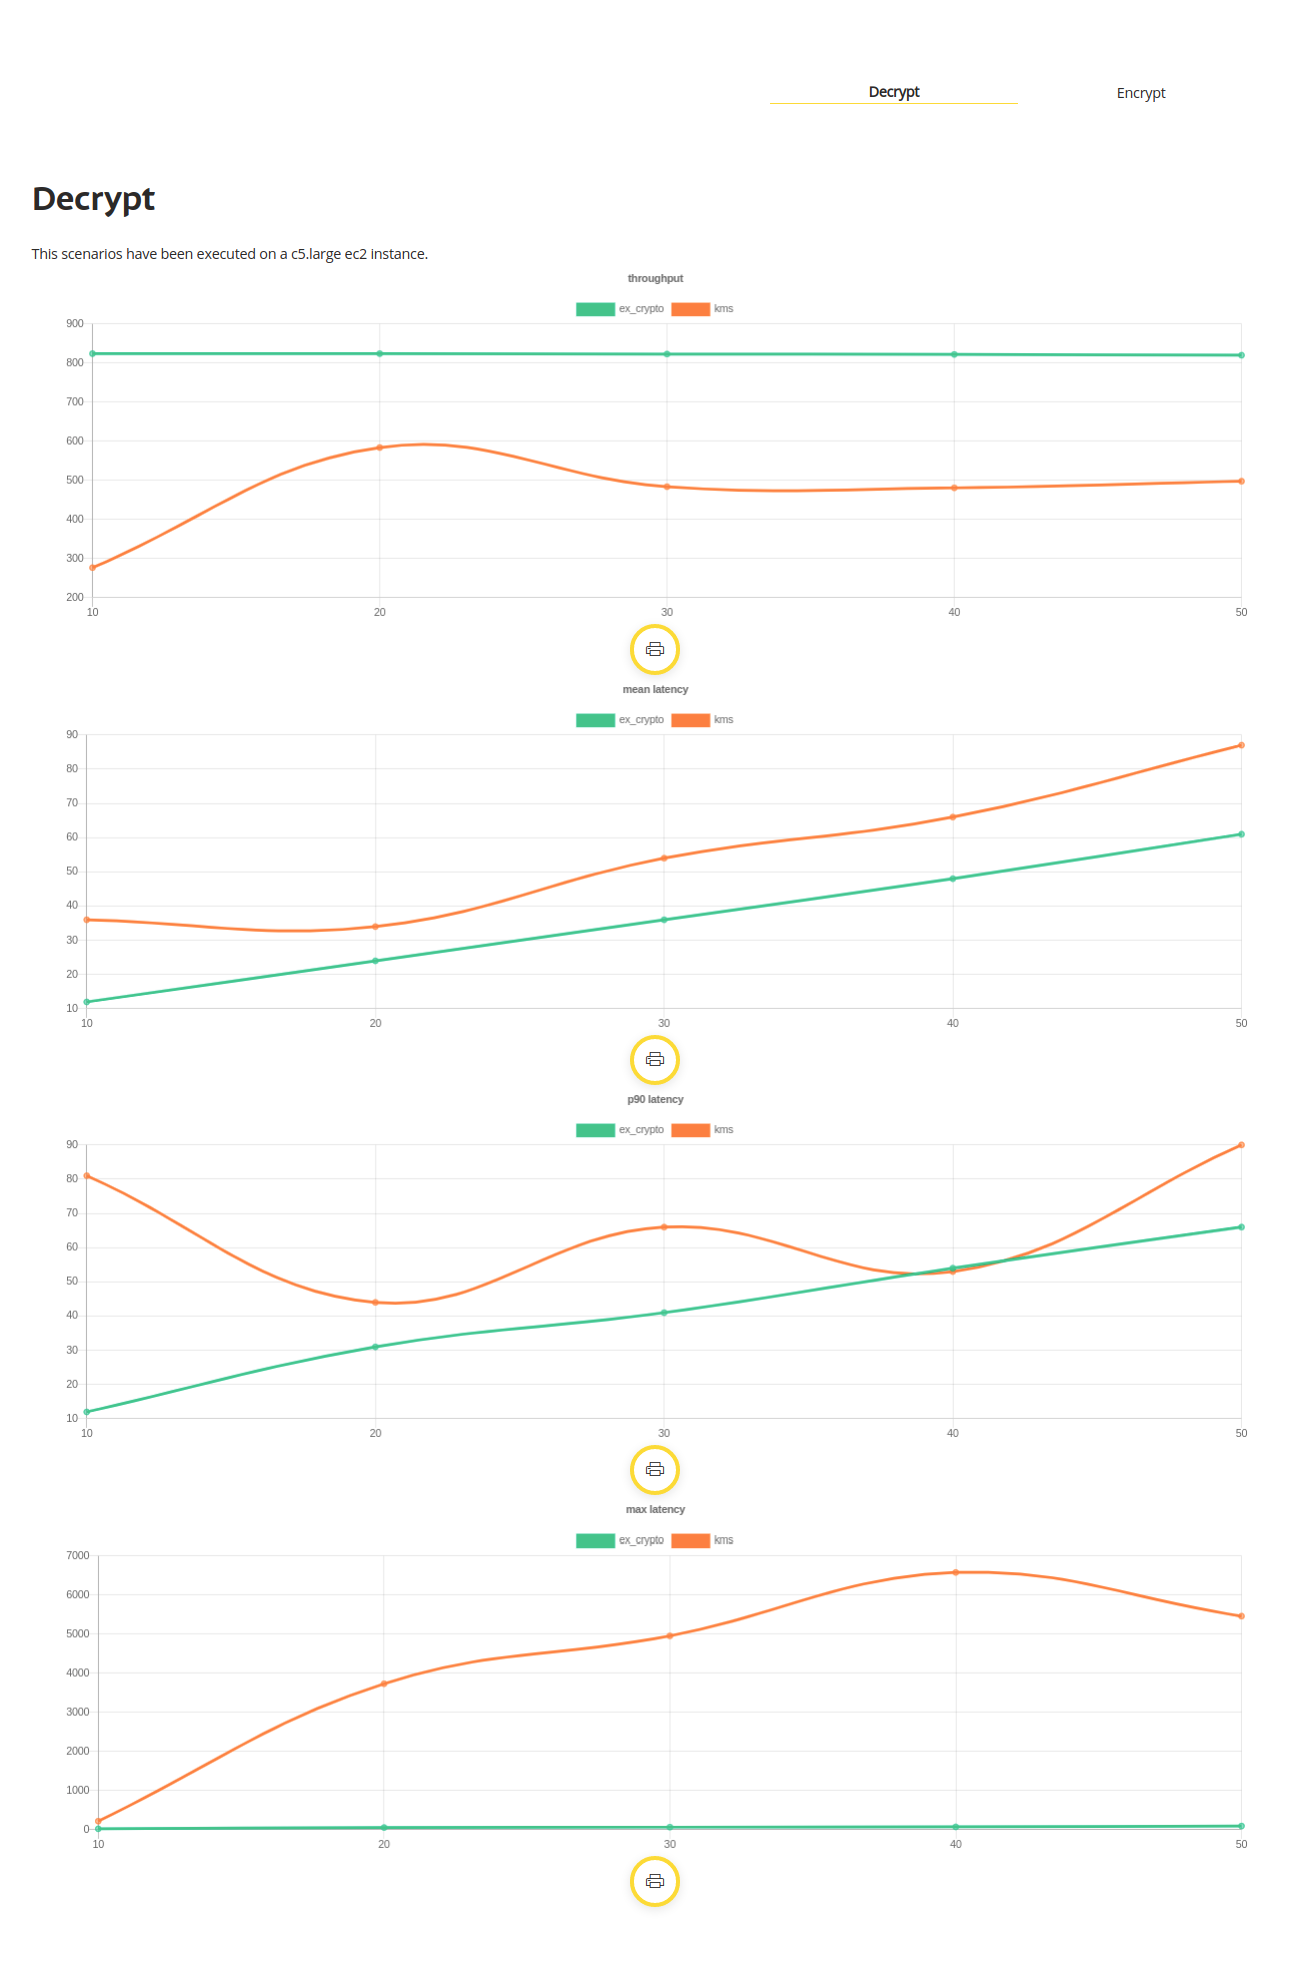 Decrypt Encrypt
Decrypt
This scenarios have been executed on a c5.large ec2 instance.
throughput
ex_crypto kms
900
800
700
600
500
400
300
200
10 20 30 40 50
mean latency
ex_crypto kms
90
80
70
60
50
40
30
20
10
10 20 30 40 50
p90 latency
ex_crypto kms
90
80
70
60
50
40
30
20
10
10 20 30 40 50
max latency
ex_crypto kms
7000
6000
5000
4000
3000
2000
1000
0
10 20 30 40 50